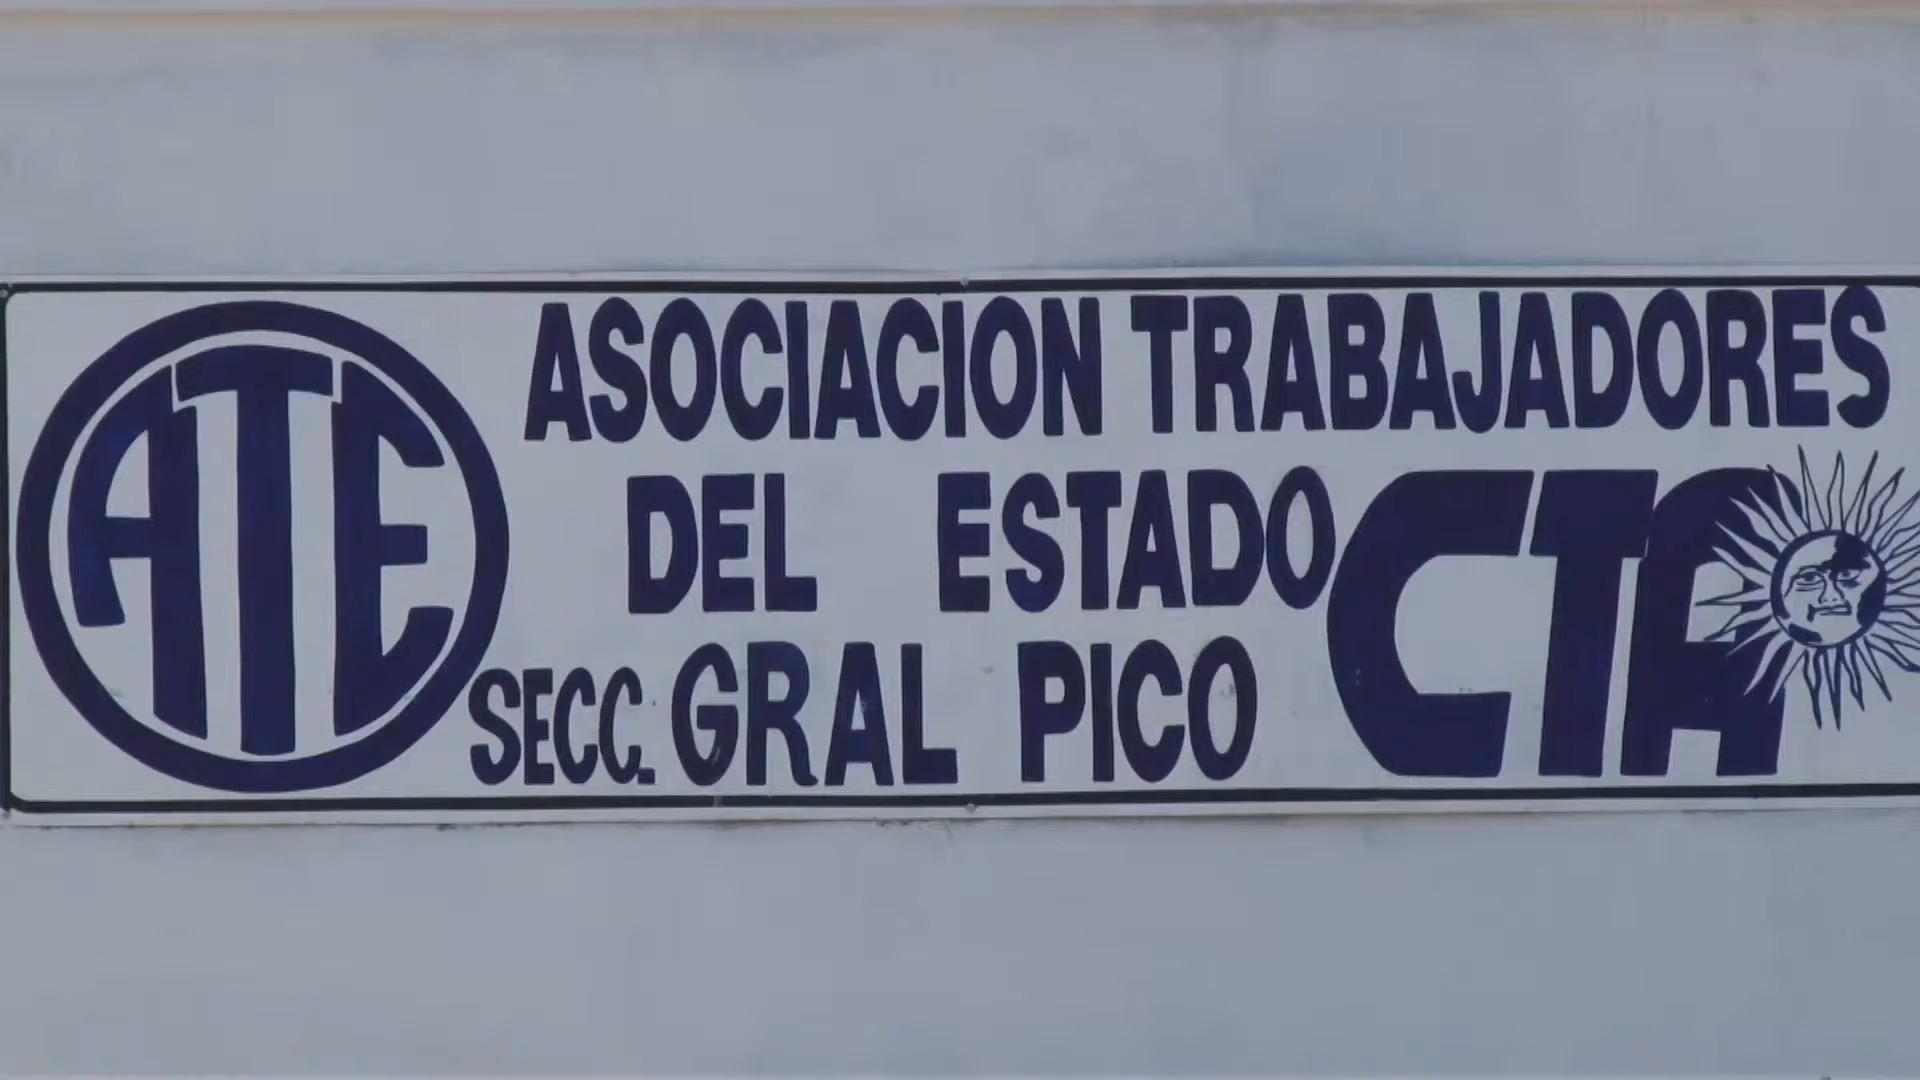 ATE
ASOCIACION TRABAJADORES
DEL ESTADO
CTA
SECC. GRAL PICO